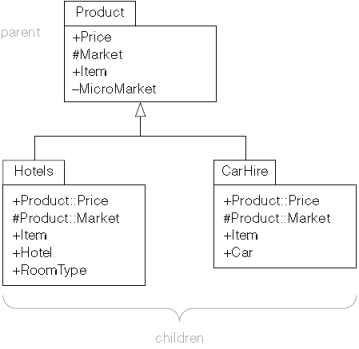 Product
parent
+Price
#Market
+Item
–MicroMarket
Hotels
+Product::Price
#Product::Market
+Item
+Hotel
+RoomType
CarHire
+Product::Price
#Product::Market
+Item
+Car
children